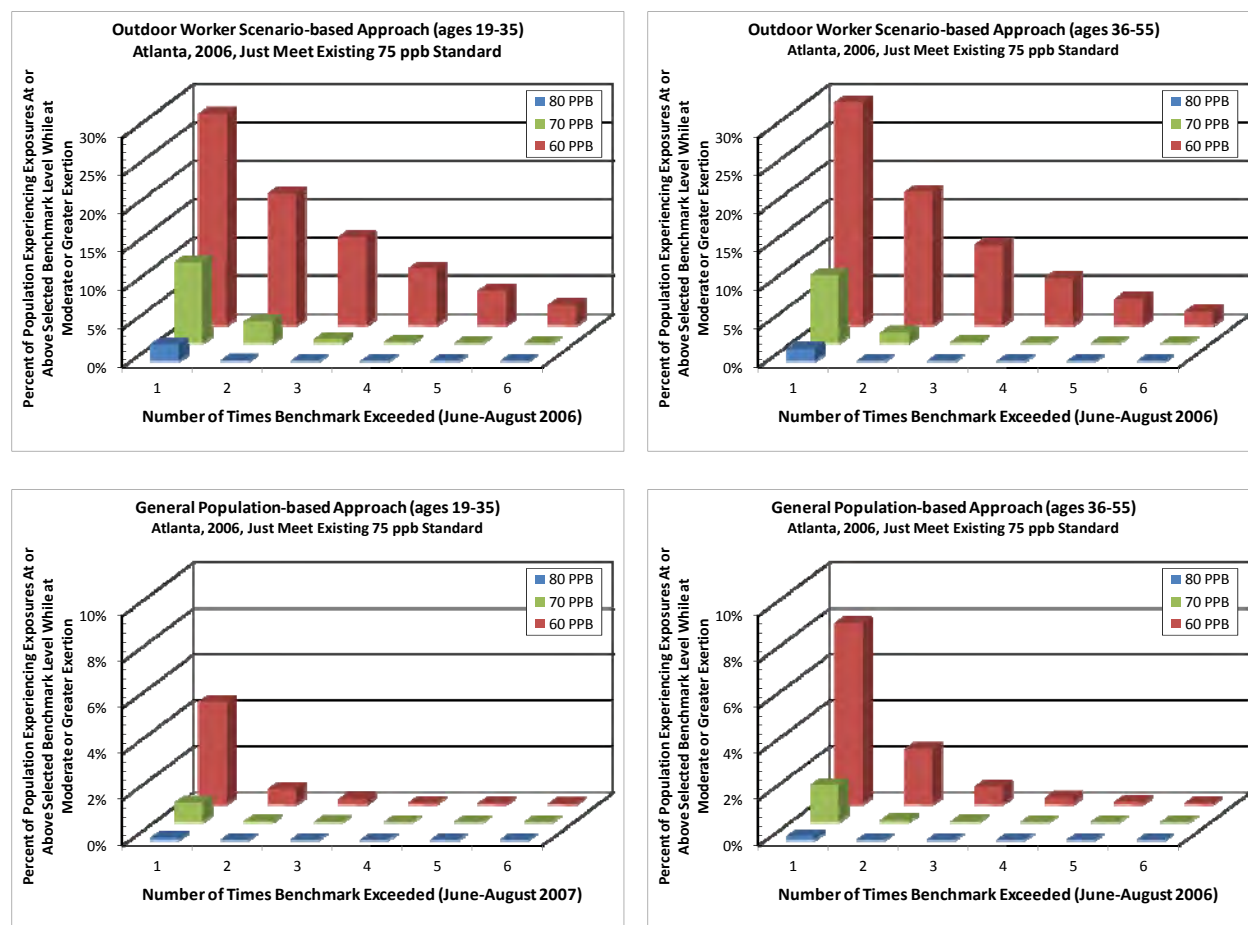 Outdoor Worker Scenario-based Approach (ages 19-35)
Atlanta, 2006, Just Meet Existing 75 ppb Standard
Percent of Population Experiencing Exposures At or
Above Selected Benchmark Level While at
Moderate or Greater Exertion
30%
25%
20%
15%
10%
5%
0%
80 PPB
70 PPB
60 PPB
1 2 3 4 5 6
Number of Times Benchmark Exceeded (June-August 2006)
Outdoor Worker Scenario-based Approach (ages 36-55)
Atlanta, 2006, Just Meet Existing 75 ppb Standard
Percent of Population Experiencing Exposures At or
Above Selected Benchmark Level While at
Moderate or Greater Exertion
30%
25%
20%
15%
10%
5%
0%
80 PPB
70 PPB
60 PPB
1 2 3 4 5 6
Number of Times Benchmark Exceeded (June-August 2006)
General Population-based Approach (ages 19-35)
Atlanta, 2006, Just Meet Existing 75 ppb Standard
Percent of Population Experiencing Exposures At or
Above Selected Benchmark Level While at
Moderate or Greater Exertion
10%
8%
6%
4%
2%
0%
80 PPB
70 PPB
60 PPB
1 2 3 4 5 6
Number of Times Benchmark Exceeded (June-August 2007)
General Population-based Approach (ages 36-55)
Atlanta, 2006, Just Meet Existing 75 ppb Standard
Percent of Population Experiencing Exposures At or
Above Selected Benchmark Level While at
Moderate or Greater Exertion
10%
8%
6%
4%
2%
0%
80 PPB
70 PPB
60 PPB
1 2 3 4 5 6
Number of Times Benchmark Exceeded (June-August 2006)